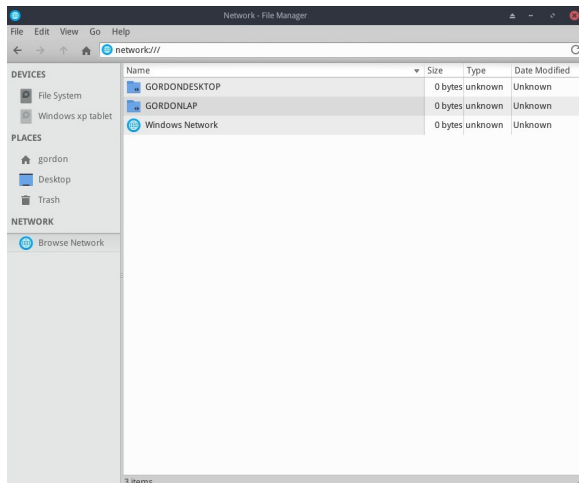 Network - File Manager
File Edit View Go Help
network:///
DEVICES
File System
Windows xp tablet
PLACES
gordon
Desktop
Trash
NETWORK
Browse Network
Name Size Type Date Modified
GORDONDESKTOP 0 bytes unknown Unknown
GORDONLAP 0 bytes unknown Unknown
Windows Network 0 bytes unknown Unknown
3 items